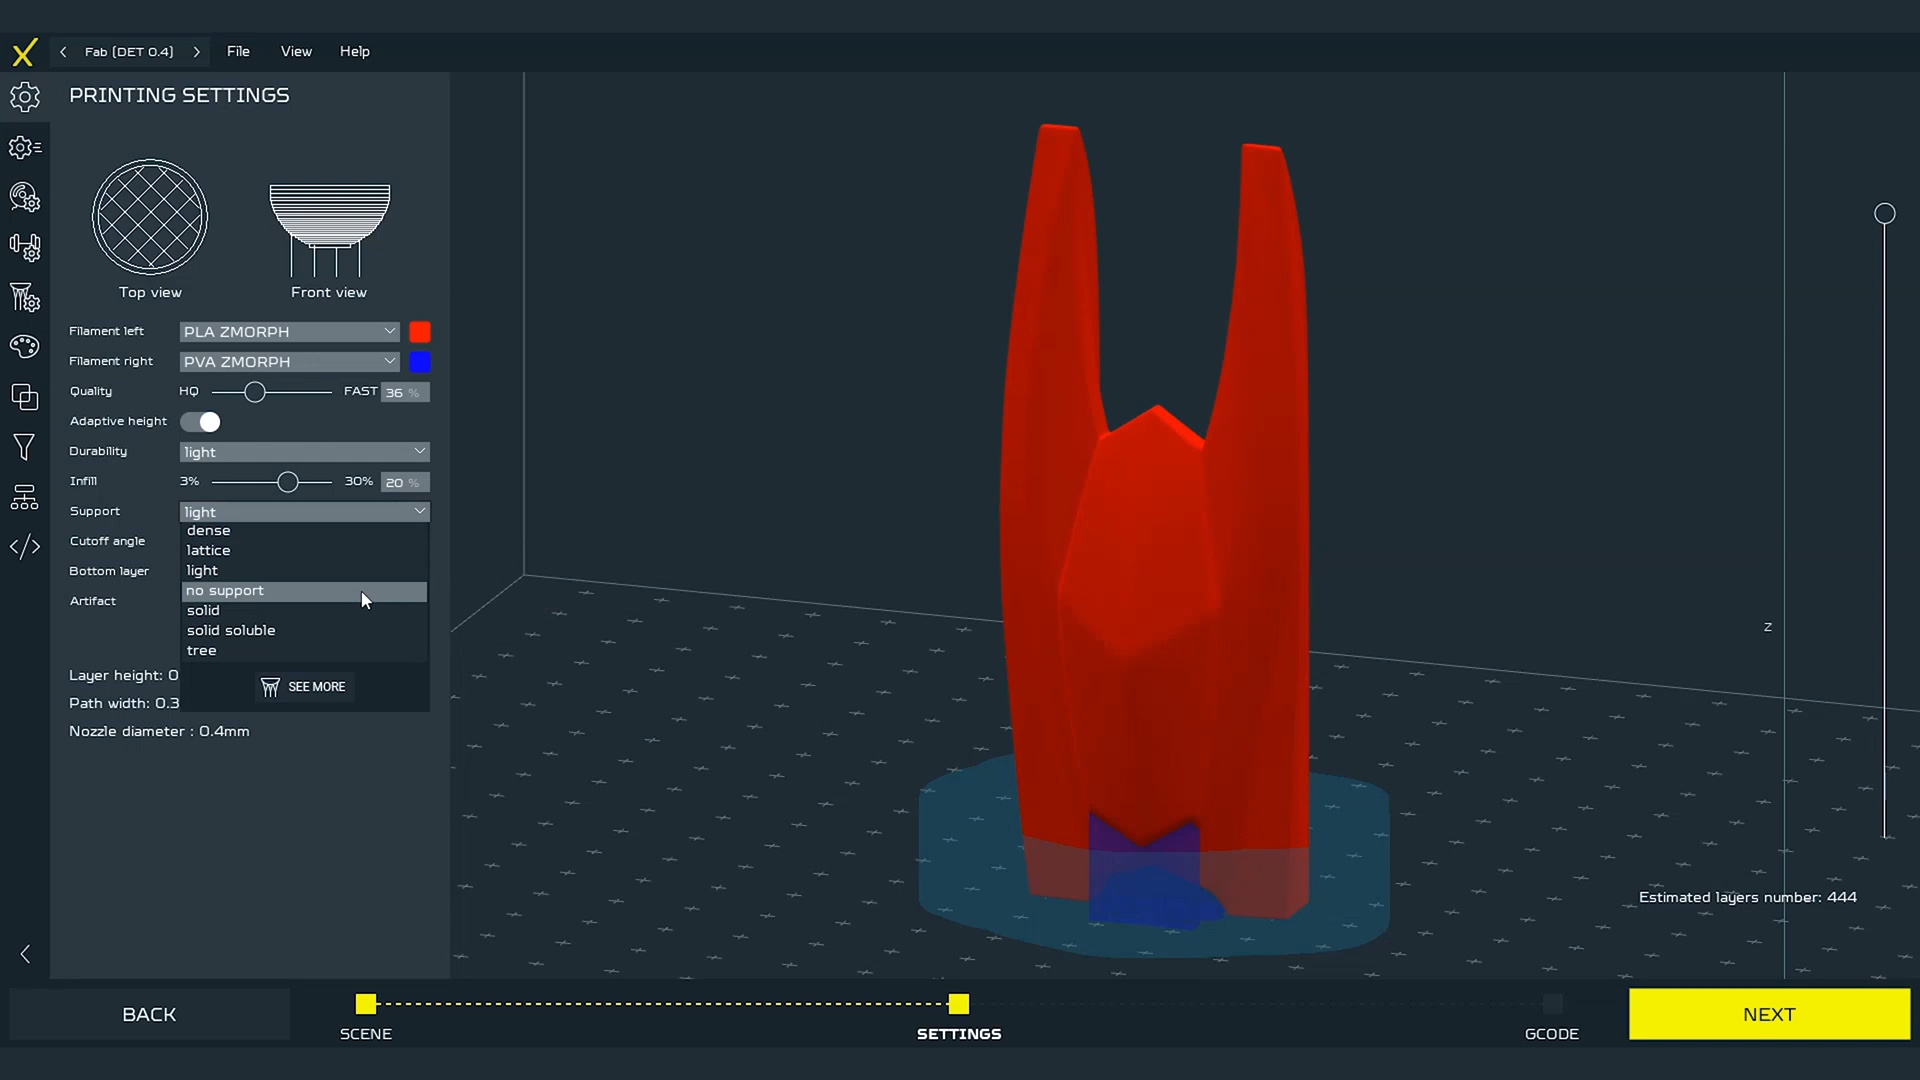 Fab (DET 0.4)
File
View
Help
PRINTING SETTINGS
Top view
Front view
Filament left
PLA ZMORPH
Filament right
PVA ZMORPH
Quality
HQ
FAST
36 %
Adaptive height
Durability
light
Infill
3%
30%
20 %
Support
light
dense
lattice
light
no support
solid
solid soluble
tree
SEE MORE
Cutoff angle
Bottom layer
Artifact
Layer height: 0
Path width: 0.3
Nozzle diameter : 0.4mm
Z
Estimated layers number: 444
BACK
SCENE
SETTINGS
GCODE
NEXT